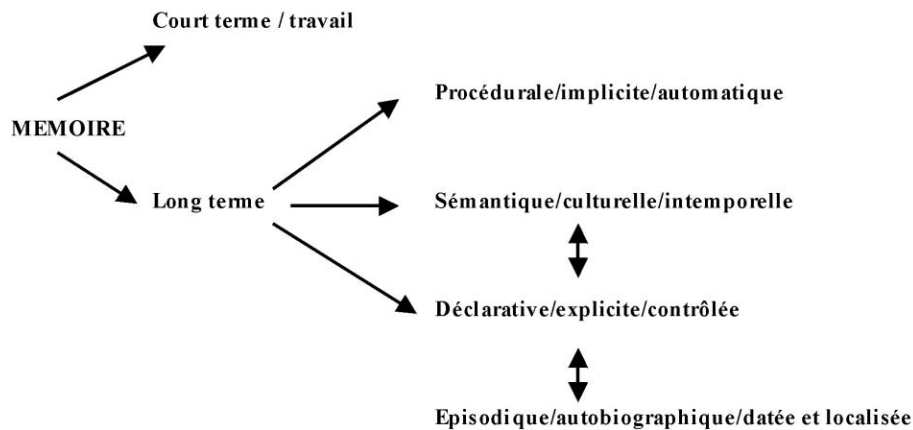 Court terme / travail
Procédurale/implicite/automatique
MEMOIRE
Long terme
Sémantique/culturelle/intemporelle
Déclarative/explicite/contrôlée
Episodique/autobiographique/datée et localisée